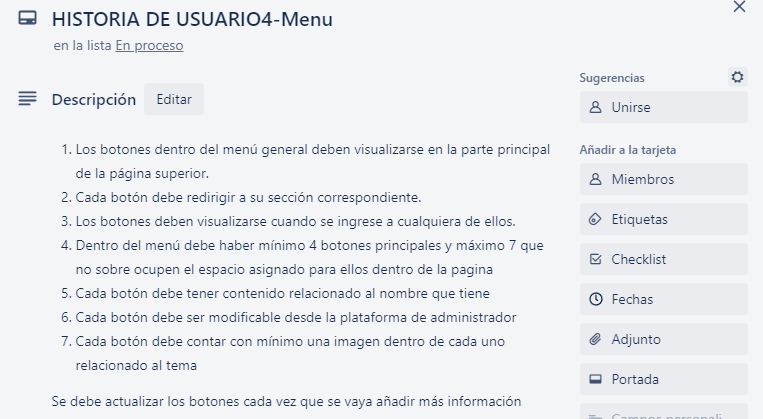 HISTORIA DE USUARIO4-Menu
en la lista En proceso
Descripción
Editar
1. Los botones dentro del menú general deben visualizarse en la parte principal
de la página superior.
2. Cada botón debe redirigir a su sección correspondiente.
3. Los botones deben visualizarse cuando se ingrese a cualquiera de ellos.
4. Dentro del menú debe haber mínimo 4 botones principales y máximo 7 que
no sobre ocupen el espacio asignado para ellos dentro de la pagina
5. Cada botón debe tener contenido relacionado al nombre que tiene
6. Cada botón debe ser modificable desde la plataforma de administrador
7. Cada botón debe contar con mínimo una imagen dentro de cada uno
relacionado al tema
Se debe actualizar los botones cada vez que se vaya añadir más información
Sugerencias
Unirse
Añadir a la tarjeta
Miembros
Etiquetas
Checklist
Fechas
Adjunto
Portada
Campos personali